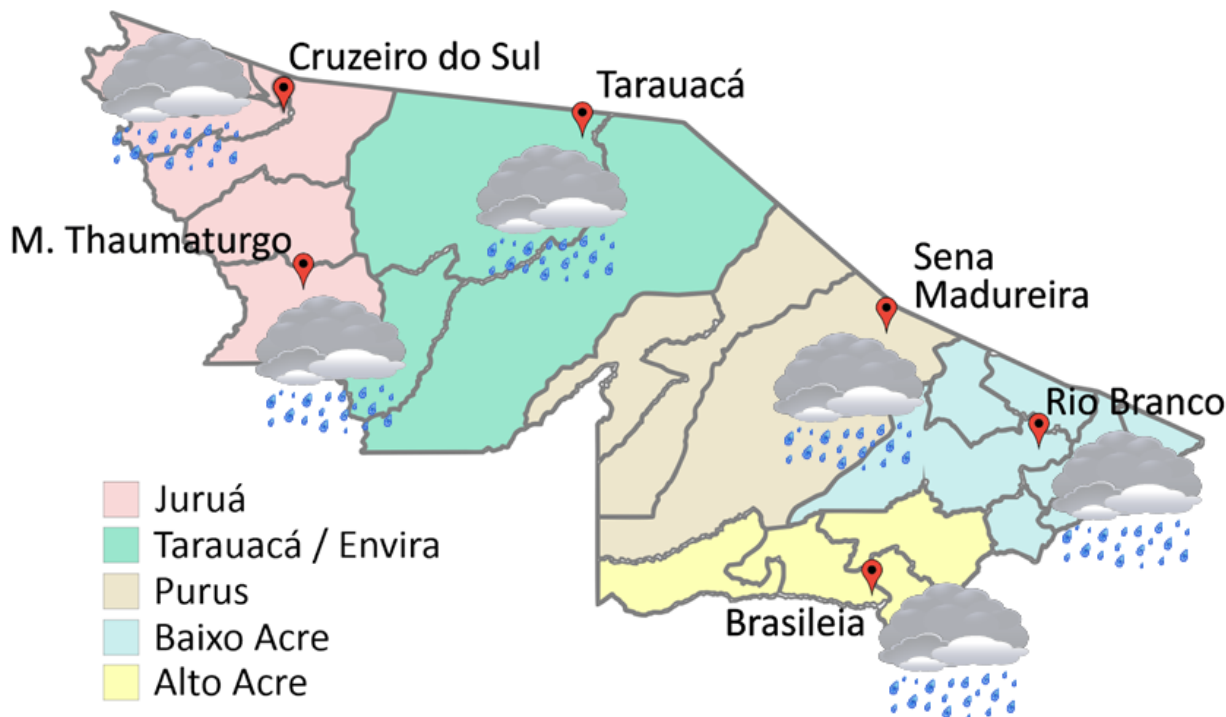 Cruzeiro do Sul
Tarauacá
M. Thaumaturgo
Sena
Madureira
Rio Branco
Brasileia
Juruá
Tarauacá / Envira
Purus
Baixo Acre
Alto Acre